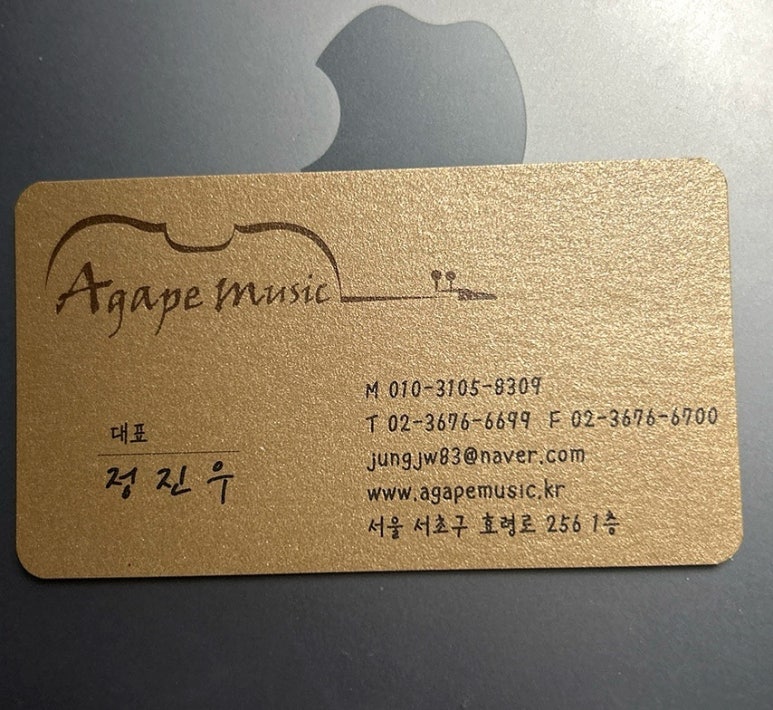 Agape Music
대표
정진우
M 010-3105-8309
T 02-3676-6699 F 02-3676-6700
jungjw83@naver.com
www.agapemusic.kr
서울 서초구 효령로 256 1층